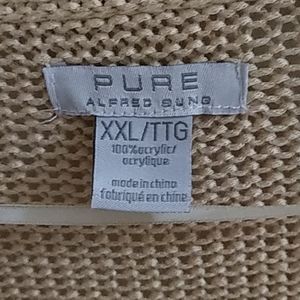 PURE
ALFRED SUNG
XXL/TTG
100% acrylic/
acrylique
made in china
fabriqué en chine